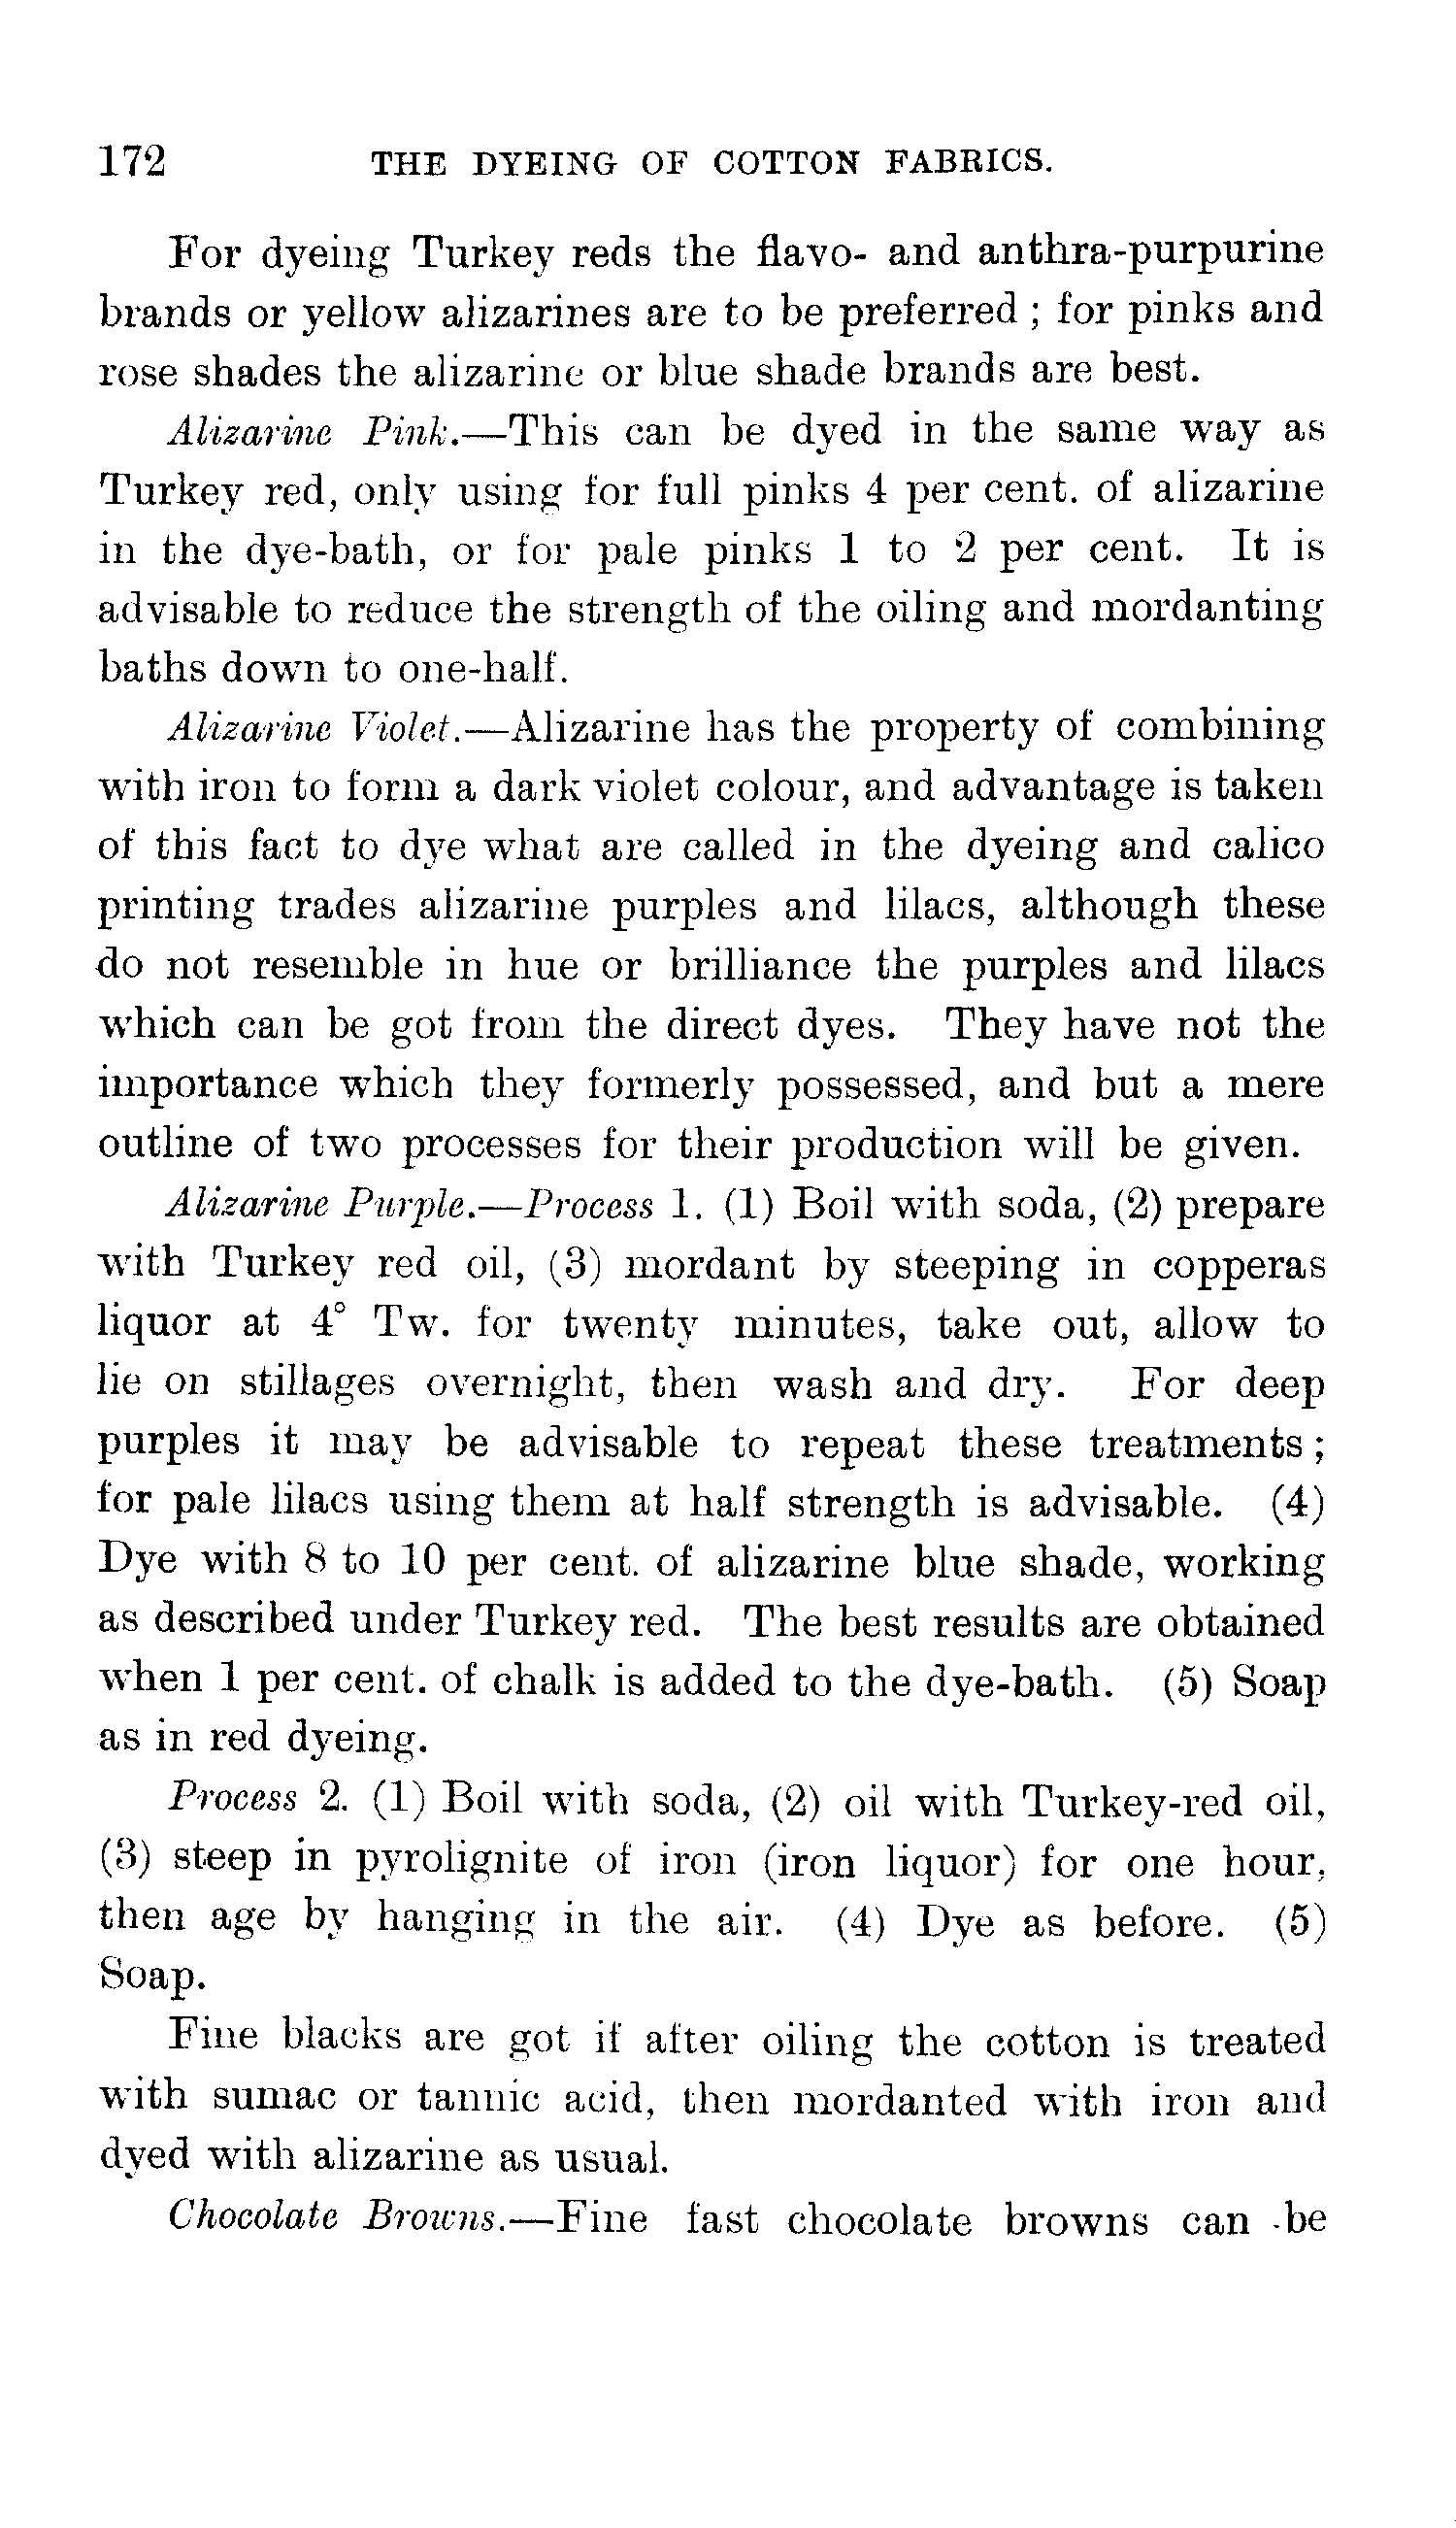 172 THE DYEING OF COTTON FABRICS.
For dyeing Turkey reds the flavo- and anthra-purpurine
brands or yellow alizarines are to be preferred ; for pinks and
rose shades the alizarine or blue shade brands are best.
Alizarine Pink.—This can be dyed in the same way as
Turkey red, only using for full pinks 4 per cent. of alizarine
in the dye-bath, or for pale pinks 1 to 2 per cent. It is
advisable to reduce the strength of the oiling and mordanting
baths down to one-half.
Alizarine Violet.—Alizarine has the property of combining
with iron to form a dark violet colour, and advantage is taken
of this fact to dye what are called in the dyeing and calico
printing trades alizarine purples and lilacs, although these
do not resemble in hue or brilliance the purples and lilacs
which can be got from the direct dyes. They have not the
importance which they formerly possessed, and but a mere
outline of two processes for their production will be given.
Alizarine Purple.—Process 1. (1) Boil with soda, (2) prepare
with Turkey red oil, (3) mordant by steeping in copperas
liquor at 4° Tw. for twenty minutes, take out, allow to
lie on stillages overnight, then wash and dry. For deep
purples it may be advisable to repeat these treatments ;
for pale lilacs using them at half strength is advisable. (4)
Dye with 8 to 10 per cent. of alizarine blue shade, working
as described under Turkey red. The best results are obtained
when 1 per cent. of chalk is added to the dye-bath. (5) Soap
as in red dyeing.
Process 2. (1) Boil with soda, (2) oil with Turkey-red oil,
(3) steep in pyrolignite of iron (iron liquor) for one hour,
then age by hanging in the air. (4) Dye as before. (5)
Soap.
Fine blacks are got if after oiling the cotton is treated
with sumac or tannic acid, then mordanted with iron and
dyed with alizarine as usual.
Chocolate Browns.—Fine fast chocolate browns can be